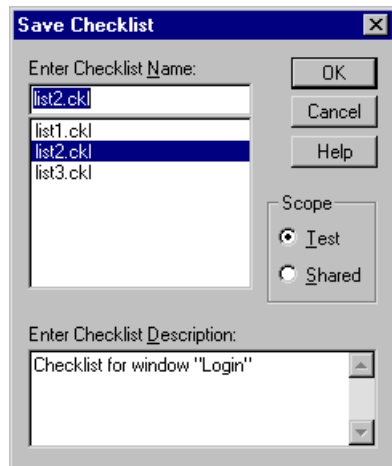 Save Checklist
Enter Checklist Name:
list2.ckl
list1.ckl
list2.ckl
list3.ckl
OK
Cancel
Help
Scope
Test
Shared
Enter Checklist Description:
Checklist for window "Login"